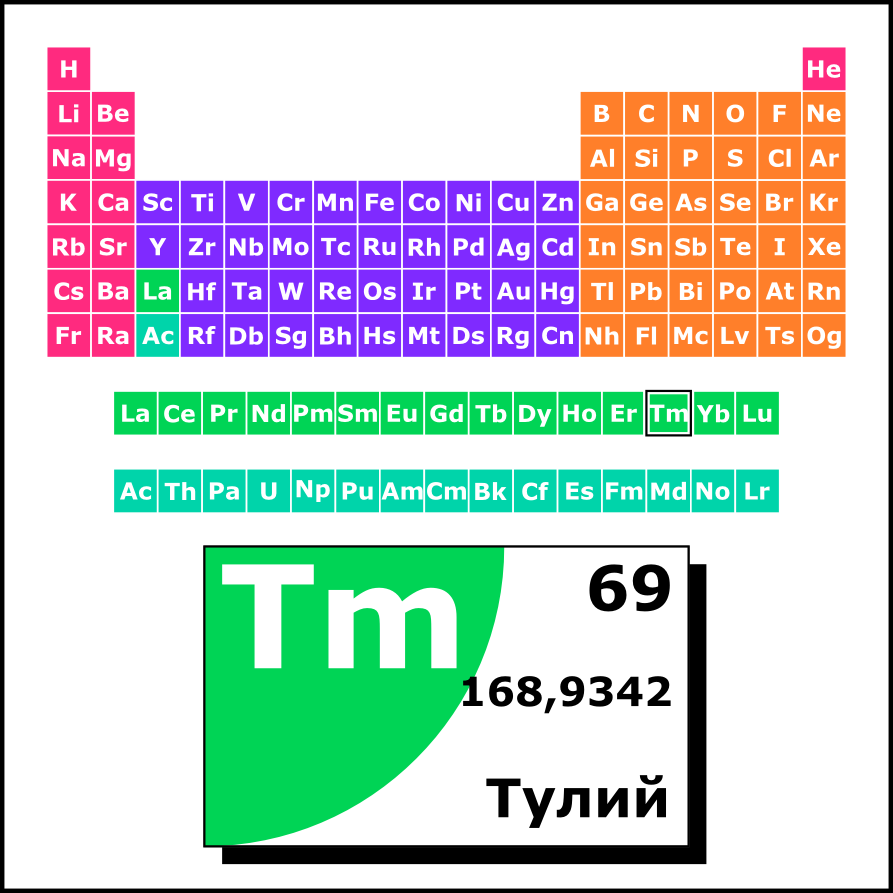 H He
Li Be B C N O F Ne
Na Mg Al Si P S Cl Ar
K Ca Sc Ti V Cr Mn Fe Co Ni Cu Zn Ga Ge As Se Br Kr
Rb Sr Y Zr Nb Mo Tc Ru Rh Pd Ag Cd In Sn Sb Te I Xe
Cs Ba La Hf Ta W Re Os Ir Pt Au Hg Tl Pb Bi Po At Rn
Fr Ra Ac Rf Db Sg Bh Hs Mt Ds Rg Cn Nh Fl Mc Lv Ts Og
La Ce Pr Nd Pm Sm Eu Gd Tb Dy Ho Er Tm Yb Lu
Ac Th Pa U Np Pu Am Cm Bk Cf Es Fm Md No Lr
Tm 69
168,9342
Тулий